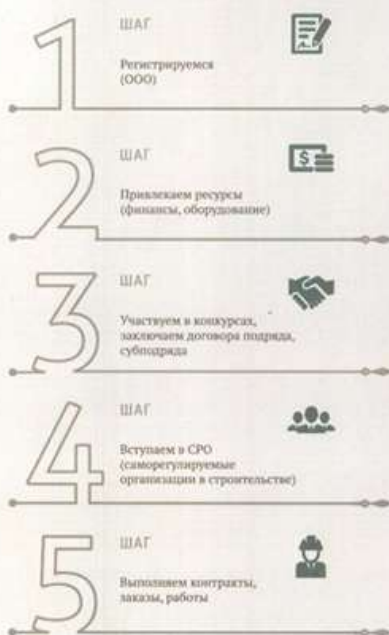 1
ШАГ
Регистрируемся
(ООО)
2
ШАГ
Привлекаем ресурсы
(финансы, оборудование)
3
ШАГ
Участвуем в конкурсах,
заключаем договора подряда,
субподряда
4
ШАГ
Вступаем в СРО
(саморегулируемые
организации в строительстве)
5
ШАГ
Выполняем контракты,
заказы, работы